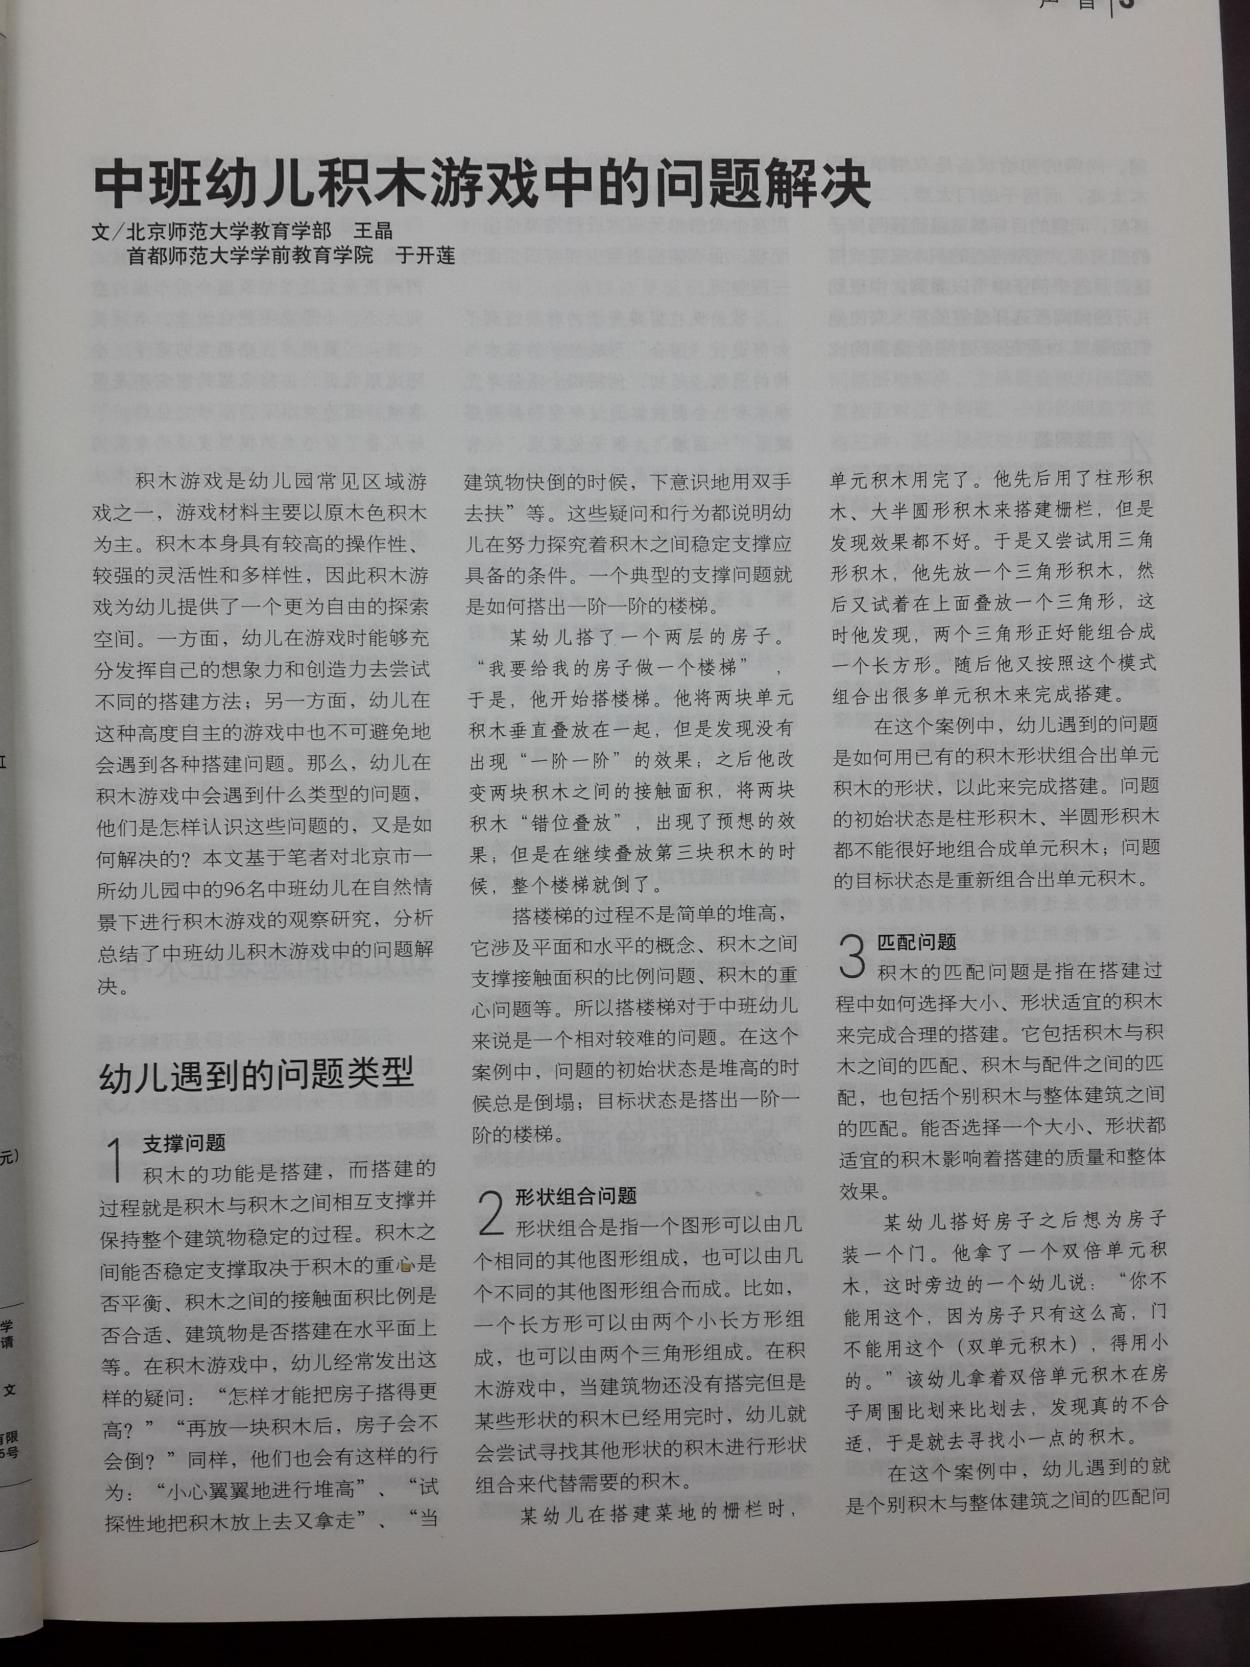 声音
中班幼儿积木游戏中的问题解决
文/北京师范大学教育学部 王晶
首都师范大学学前教育学院 于开莲
积木游戏是幼儿园常见区域游
戏之一，游戏材料主要以原木色积木
为主。积木本身具有较高的操作性、
较强的灵活性和多样性，因此积木游
戏为幼儿提供了一个更为自由的探索
空间。一方面，幼儿在游戏时能够充
分发挥自己的想象力和创造力去尝试
不同的搭建方法；另一方面，幼儿在
这种高度自主的游戏中也不可避免地
会遇到各种搭建问题。那么，幼儿在
积木游戏中会遇到什么类型的问题，
他们是怎样认识这些问题的，又是如
何解决的？本文基于笔者对北京市一
所幼儿园中的96名中班幼儿在自然情
景下进行积木游戏的观察研究，分析
总结了中班幼儿积木游戏中的问题解
决。
幼儿遇到的问题类型
1 支撑问题
积木的功能是搭建，而搭建的
过程就是积木与积木之间相互支撑并
保持整个建筑物稳定的过程。积木之
间能否稳定支撑取决于积木的重心是
否平衡、积木之间的接触面积比例是
否合适、建筑物是否搭建在水平面上
等。在积木游戏中，幼儿经常发出这
样的疑问：“怎样才能把房子搭得更
高？”“再放一块积木后，房子会不
会倒？”同样，他们也会有这样的行
为：“小心翼翼地进行堆高”、“试
探性地把积木放上去又拿走”、“当
建筑物快倒的时候，下意识地用双手
去扶”等。这些疑问和行为都说明幼
儿在努力探究着积木之间稳定支撑应
具备的条件。一个典型的支撑问题就
是如何搭出一阶一阶的楼梯。
某幼儿搭了一个两层的房子。
“我要给我的房子做一个楼梯”，
于是，他开始搭楼梯。他将两块单元
积木垂直叠放在一起，但是发现没有
出现“一阶一阶”的效果；之后他改
变两块积木之间的接触面积，将两块
积木“错位叠放”，出现了预想的效
果；但是在继续叠放第三块积木的时
候，整个楼梯就倒了。
搭楼梯的过程不是简单的堆高，
它涉及平面和水平的概念、积木之间
支撑接触面积的比例问题、积木的重
心问题等。所以搭楼梯对于中班幼儿
来说是一个相对较难的问题。在这个
案例中，问题的初始状态是堆高的时
候总是倒塌；目标状态是搭出一阶一
阶的楼梯。
2 形状组合问题
形状组合是指一个图形可以由几
个相同的其他图形组成，也可以由几
个不同的其他图形组合而成。比如，
一个长方形可以由两个小长方形组
成，也可以由两个三角形组成。在积
木游戏中，当建筑物还没有搭完但是
某些形状的积木已经用完时，幼儿就
会尝试寻找其他形状的积木进行形状
组合来代替需要的积木。
某幼儿在搭建菜地的栅栏时，
单元积木用完了。他先后用了柱形积
木、大半圆形积木来搭建栅栏，但是
发现效果都不好。于是又尝试用三角
形积木，他先放一个三角形积木，然
后又试着在上面叠放一个三角形，这
时他发现，两个三角形正好能组合成
一个长方形。随后他又按照这个模式
组合出很多单元积木来完成搭建。
在这个案例中，幼儿遇到的问题
是如何用已有的积木形状组合出单元
积木的形状，以此来完成搭建。问题
的初始状态是柱形积木、半圆形积木
都不能很好地组合成单元积木；问题
的目标状态是重新组合出单元积木。
3 匹配问题
积木的匹配问题是指在搭建过
程中如何选择大小、形状适宜的积木
来完成合理的搭建。它包括积木与积
木之间的匹配、积木与配件之间的匹
配，也包括个别积木与整体建筑之间
的匹配。能否选择一个大小、形状都
适宜的积木影响着搭建的质量和整体
效果。
某幼儿搭好房子之后想为房子
装一个门。他拿了一个双倍单元积
木，这时旁边的一个幼儿说：“你不
能用这个，因为房子只有这么高，门
不能用这个（双单元积木），得用小
的。”该幼儿拿着双倍单元积木在房
子周围比划来比划去，发现真的不合
适，于是就去寻找小一点的积木。
在这个案例中，幼儿遇到的就
是个别积木与整体建筑之间的匹配问
元）
学
请
文
有限
5号